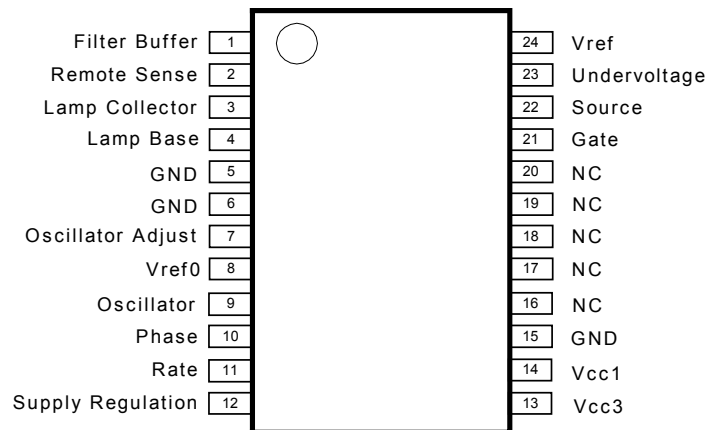 Filter Buffer 1 24 Vref
Remote Sense 2 23 Undervoltage
Lamp Collector 3 22 Source
Lamp Base 4 21 Gate
GND 5 20 NC
GND 6 19 NC
Oscillator Adjust 7 18 NC
Vref0 8 17 NC
Oscillator 9 16 NC
Phase 10 15 GND
Rate 11 14 Vcc1
Supply Regulation 12 13 Vcc3